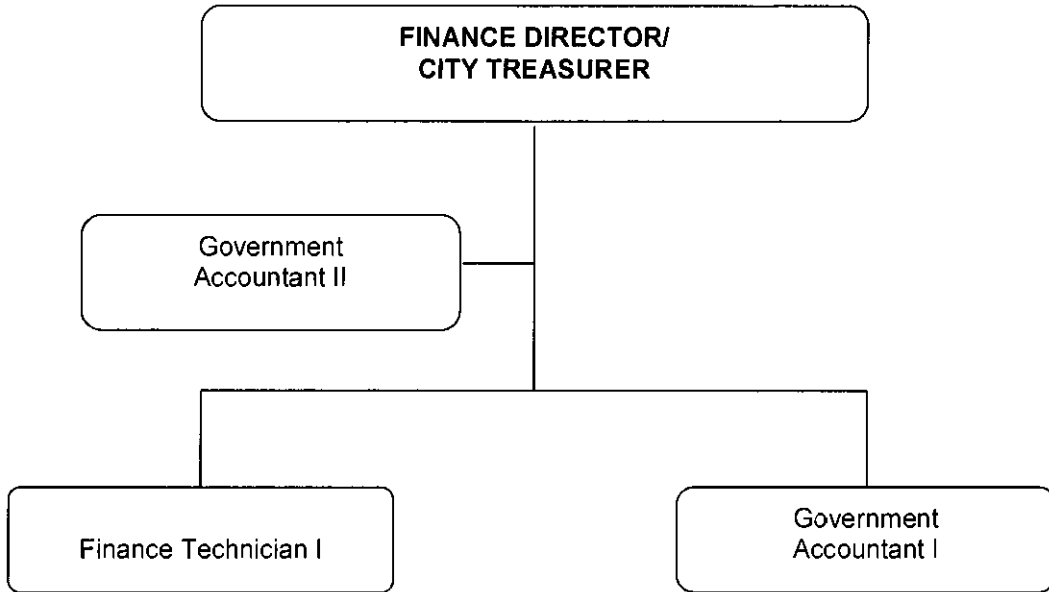 FINANCE DIRECTOR/
CITY TREASURER
Government
Accountant II
Finance Technician I
Government
Accountant I